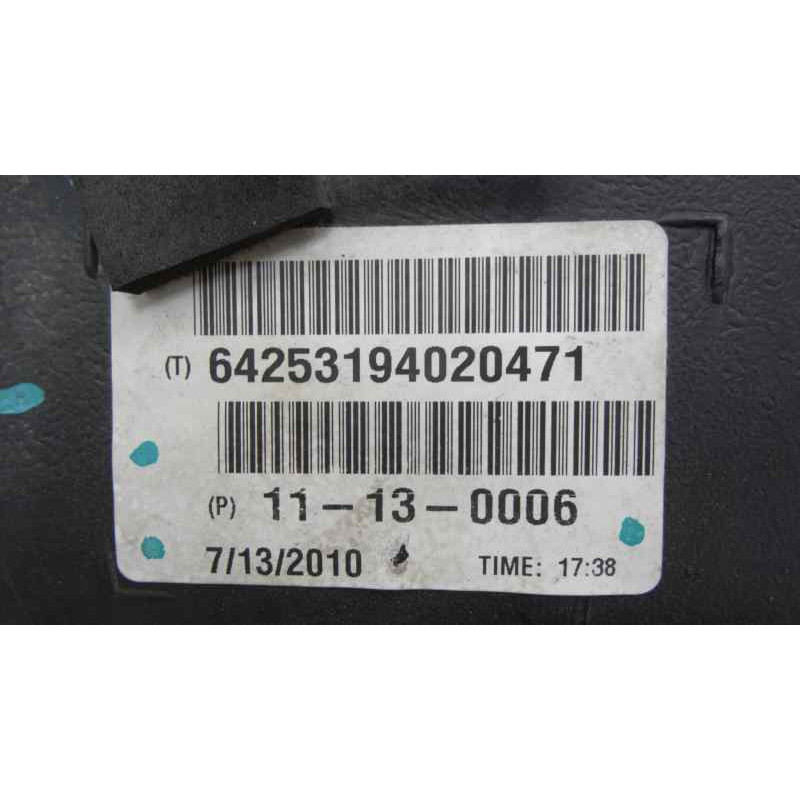 (T) 64253194020471
(P) 11-13-0006
7/13/2010 TIME: 17:38